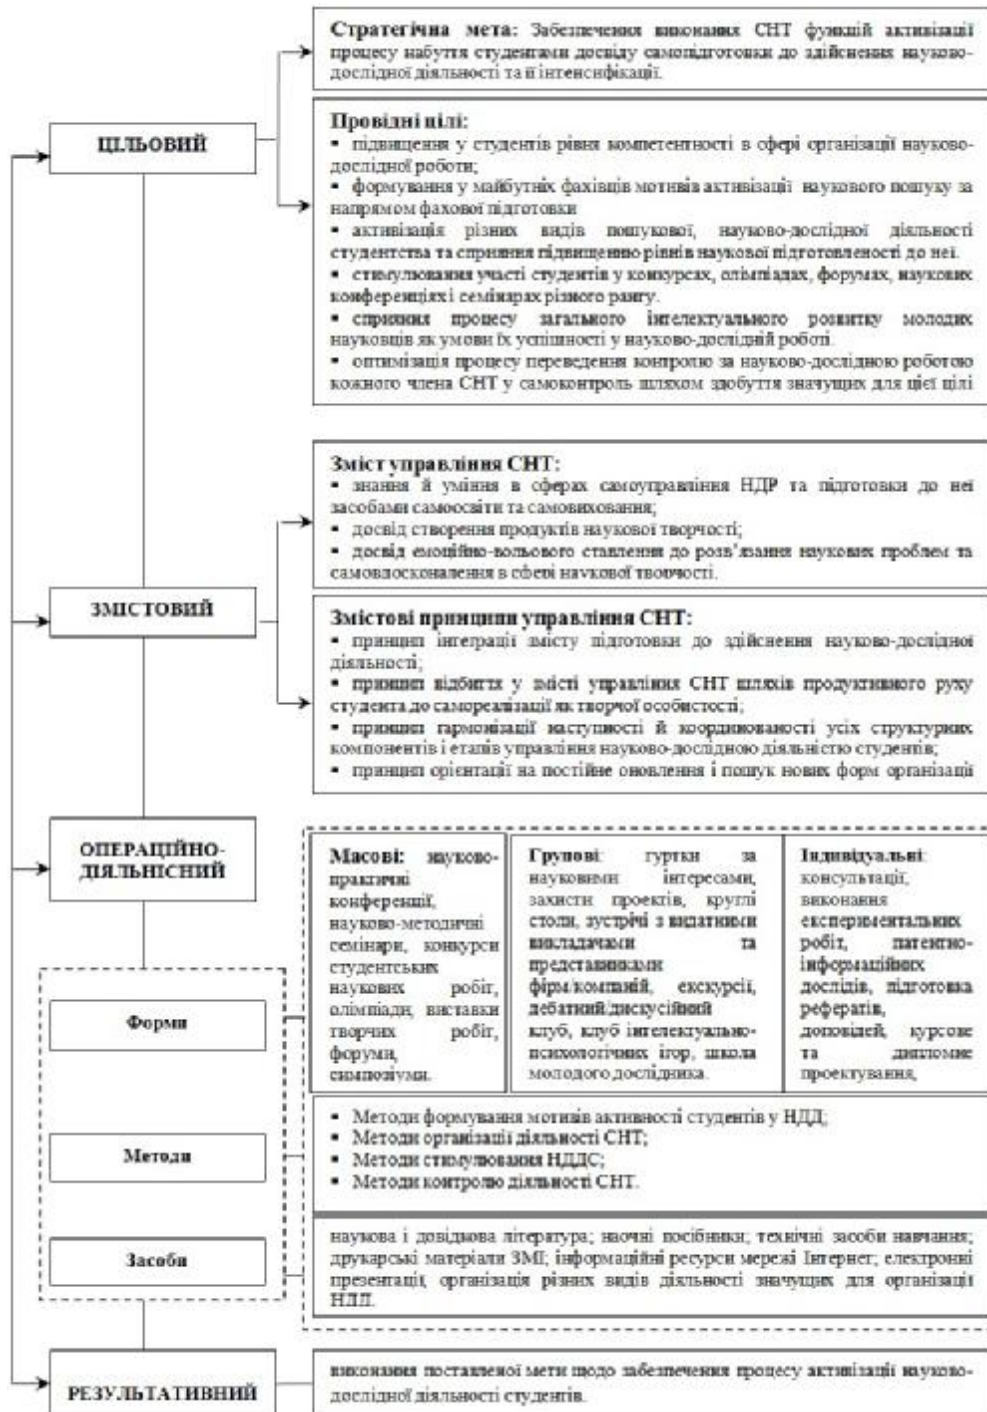 Стратегічна мета: Забезпечення виконання СНТ функцій активізації
процесу набуття студентами досвіду самопідготовки до здійснених науково-
дослідної діяльності та її інтенсифікації.
ЦІЛЬОВИЙ
Провідні цілі:
▪ підвищення у студентів рівня компетентності в сфері організації науково-
дослідної роботи;
▪ формування у майбутніх фахівців мотивів активізації наукового пошуку за
напрямом фахової підготовки
▪ активізація різних видів пошукової, науково-дослідної діяльності
студентства та сприяння підвищенню рівнів наукової підготовленості до неї.
▪ стимулювання участі студентів у конкурсах, олімпіадах, форумах, наукових
конференціях і семінарах різного рангу.
▪ сприяння процесу загального інтелектуального розвитку молодих
науковців як умови їх успішності у науково-дослідній роботі.
▪ оптимізація процесу переведення контролю за науково-дослідною роботою
кожного члена СНТ у самоконтроль шляхом здобуття значущих для цієї цілі
ЗМІСТОВИЙ
Зміст управління СНТ:
▪ знання й уміння в сферах самоуправління НДР та підготовки до неї
засобами самоосвіти та самовиховання;
▪ досвід створення продуктів наукової творчості;
▪ досвід емоційно-вольового ставлення до розв’язання наукових проблем та
самовдосконалення в сфері наукової творчості.
Змістові принципи управління СНТ:
▪ принцип інтеграції змісту підготовки до здійснення науково-дослідної
діяльності;
▪ принцип відбиття у змісті управління СНТ шляхів продуктивного руху
студента до самореалізації як творчої особистості;
▪ принцип гармонізації наступності й координованості усіх структурних
компонентів і етапів управління науково-дослідною діяльністю студентів;
▪ принцип орієнтації на постійне оновлення і пошук нових форм організації
ОПЕРАЦІЙНО-
ДІЯЛЬНІСНИЙ
Форми
Масові: науково-
практичні
конференції,
науково-методичні
семінари, конкурси
студентських
наукових робіт,
олімпіади, виставки
творчих робіт,
форуми,
симпозіуми.
Групові: гуртки за
науковими інтересами,
захисти проектів, круглі
столи, зустрічі з видатними
викладачами та
представниками
фірм/компаній, екскурсії,
дебатний/дискусійний
клуб, клуб інтелектуально-
психологічних ігор, школа
молодого дослідника.
Індивідуальні:
консультації,
виконання
експериментальних
робіт, патентно-
інформаційних
дослідів, підготовка
рефератів,
доповідей, курсове
та дипломне
проектування,
Методи
▪ Методи формування мотивів активності студентів у НДД;
▪ Методи організації діяльності СНТ;
▪ Методи стимулювання НДДС;
▪ Методи контролю діяльності СНТ.
Засоби
наукова і довідкова література; наочні посібники; технічні засоби навчання;
друкарські матеріали ЗМІ; інформаційні ресурси мережі Інтернет; електронні
презентації, організація різних видів діяльності значущих для організації
НДД.
РЕЗУЛЬТАТИВНИЙ
виконання поставленої мети щодо забезпечення процесу активізації науково-
дослідної діяльності студентів.